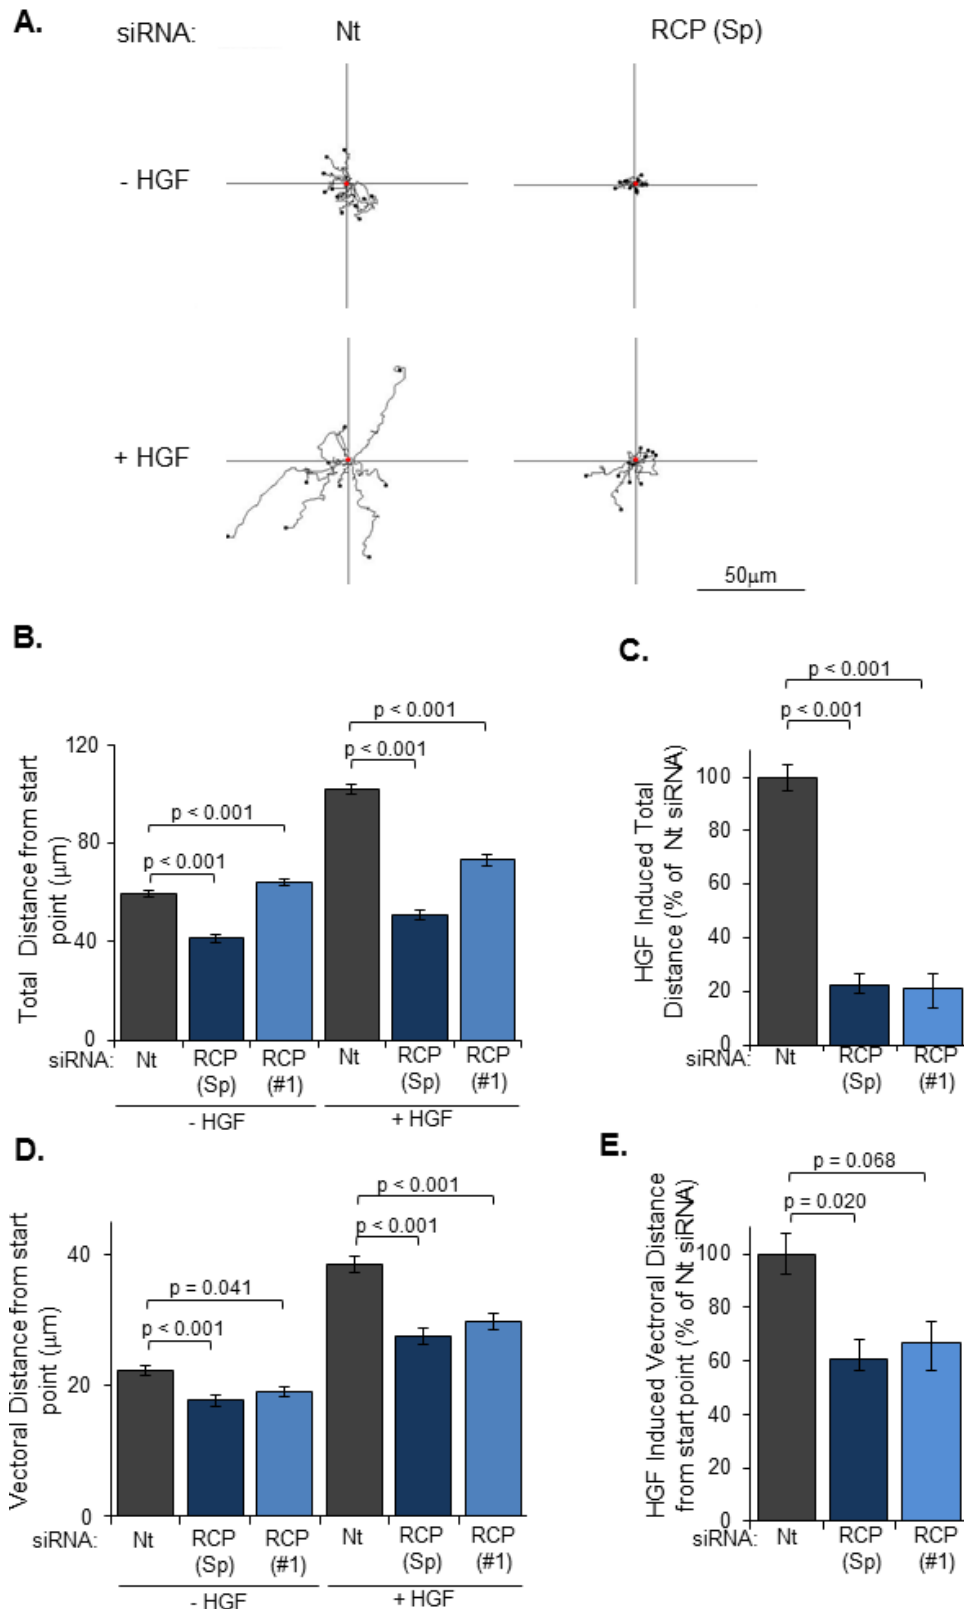 A.
siRNA: Nt RCP (Sp)
- HGF
+ HGF
50μm
B.
Total Distance from start
point (μm)
120
80
40
0
p < 0.001
p < 0.001
p < 0.001
p < 0.001
siRNA: Nt RCP RCP Nt RCP RCP
(Sp) (#1) (Sp) (#1)
- HGF + HGF
C.
HGF Induced Total
Distance (% of Nt siRNA)
100
80
60
40
20
0
p < 0.001
p < 0.001
siRNA: Nt RCP RCP
(Sp) (#1)
D.
Vectoral Distance from start
point (μm)
40
20
0
p = 0.041
p < 0.001
p < 0.001
p < 0.001
siRNA: Nt RCP RCP Nt RCP RCP
(Sp) (#1) (Sp) (#1)
- HGF + HGF
E.
HGF Induced Vectroral Distance
from start point (% of Nt siRNA)
100
80
60
40
20
0
p = 0.068
p = 0.020
siRNA: Nt RCP RCP
(Sp) (#1)